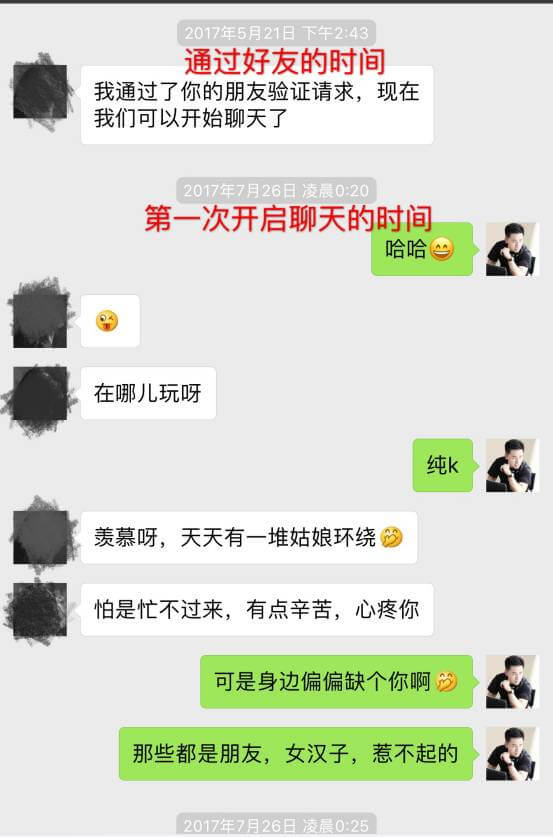 2017年5月21日 下午2:43
通过好友的时间
我通过了你的朋友验证请求，现在
我们可以开始聊天了
2017年7月26日 凌晨0:20
第一次开启聊天的时间
哈哈😄
😜
在哪儿玩呀
纯k
羡慕呀，天天有一堆姑娘环绕🤭
怕是忙不过来，有点辛苦，心疼你
可是身边偏偏缺个你啊🤭
那些都是朋友，女汉子，惹不起的
2017年7月26日 凌晨0:25